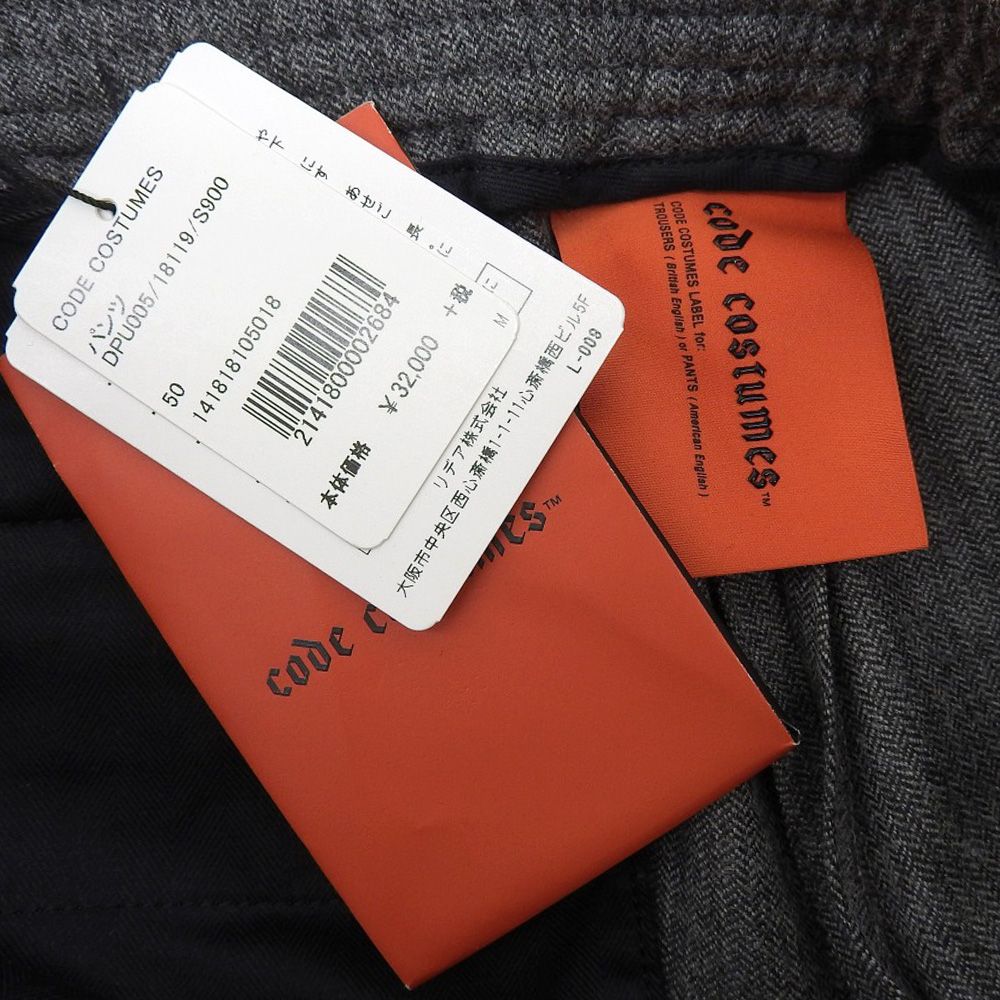 CODE COSTUMES
パンツ
DPU005/18119/S900
50
141818105018
2141800002684
本体価格
¥ 32,000
+税
M
リデア株式会社
大阪市中央区西心斎橋1-1-11心斎橋西ビル5F
L-008
code
mes™
code costumes™
CODE COSTUMES LABEL for:
TROUSERS ( British English ) or PANTS ( American English )